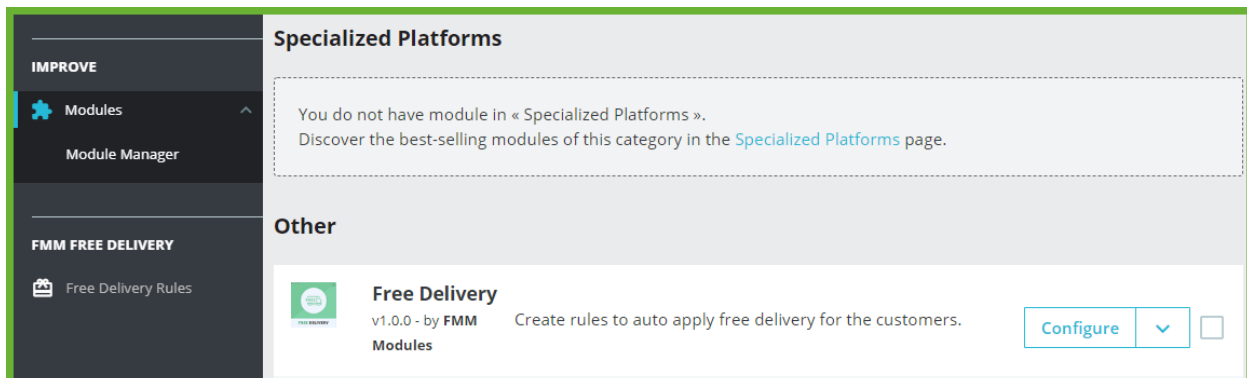 IMPROVE
Modules
Module Manager
FMM FREE DELIVERY
Free Delivery Rules
Specialized Platforms
You do not have module in « Specialized Platforms ».
Discover the best-selling modules of this category in the Specialized Platforms page.
Other
FREE DELIVERY
Free Delivery
v1.0.0 - by FMM
Modules
Create rules to auto apply free delivery for the customers.
Configure